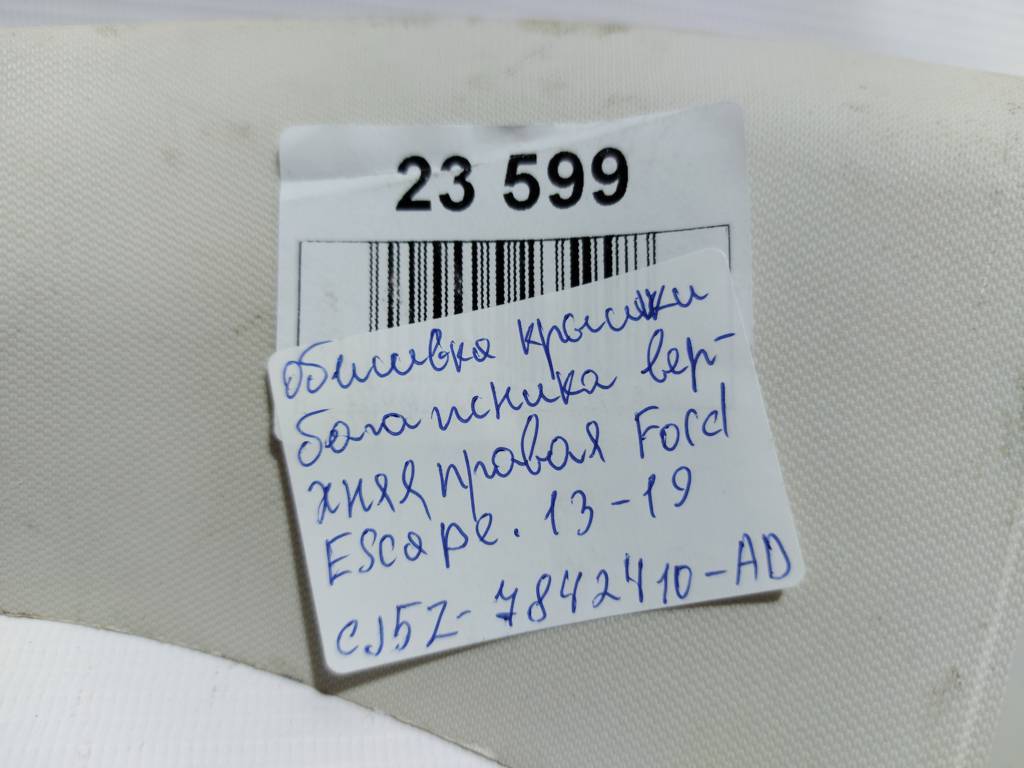 23 599
Обшивка крышки
багажника вер-
хняя правая Ford
Escape. 13-19
CJ5Z-7842410-AD